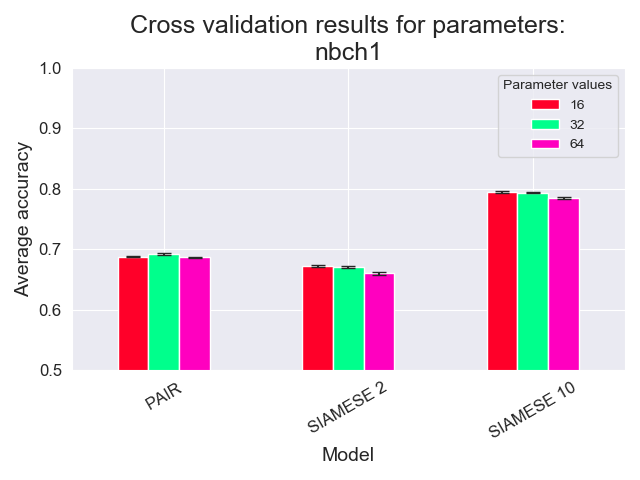 Cross validation results for parameters:
nbch1
Parameter values
16
32
64
Average accuracy
1.0
0.9
0.8
0.7
0.6
0.5
PAIR
SIAMESE 2
SIAMESE 10
Model